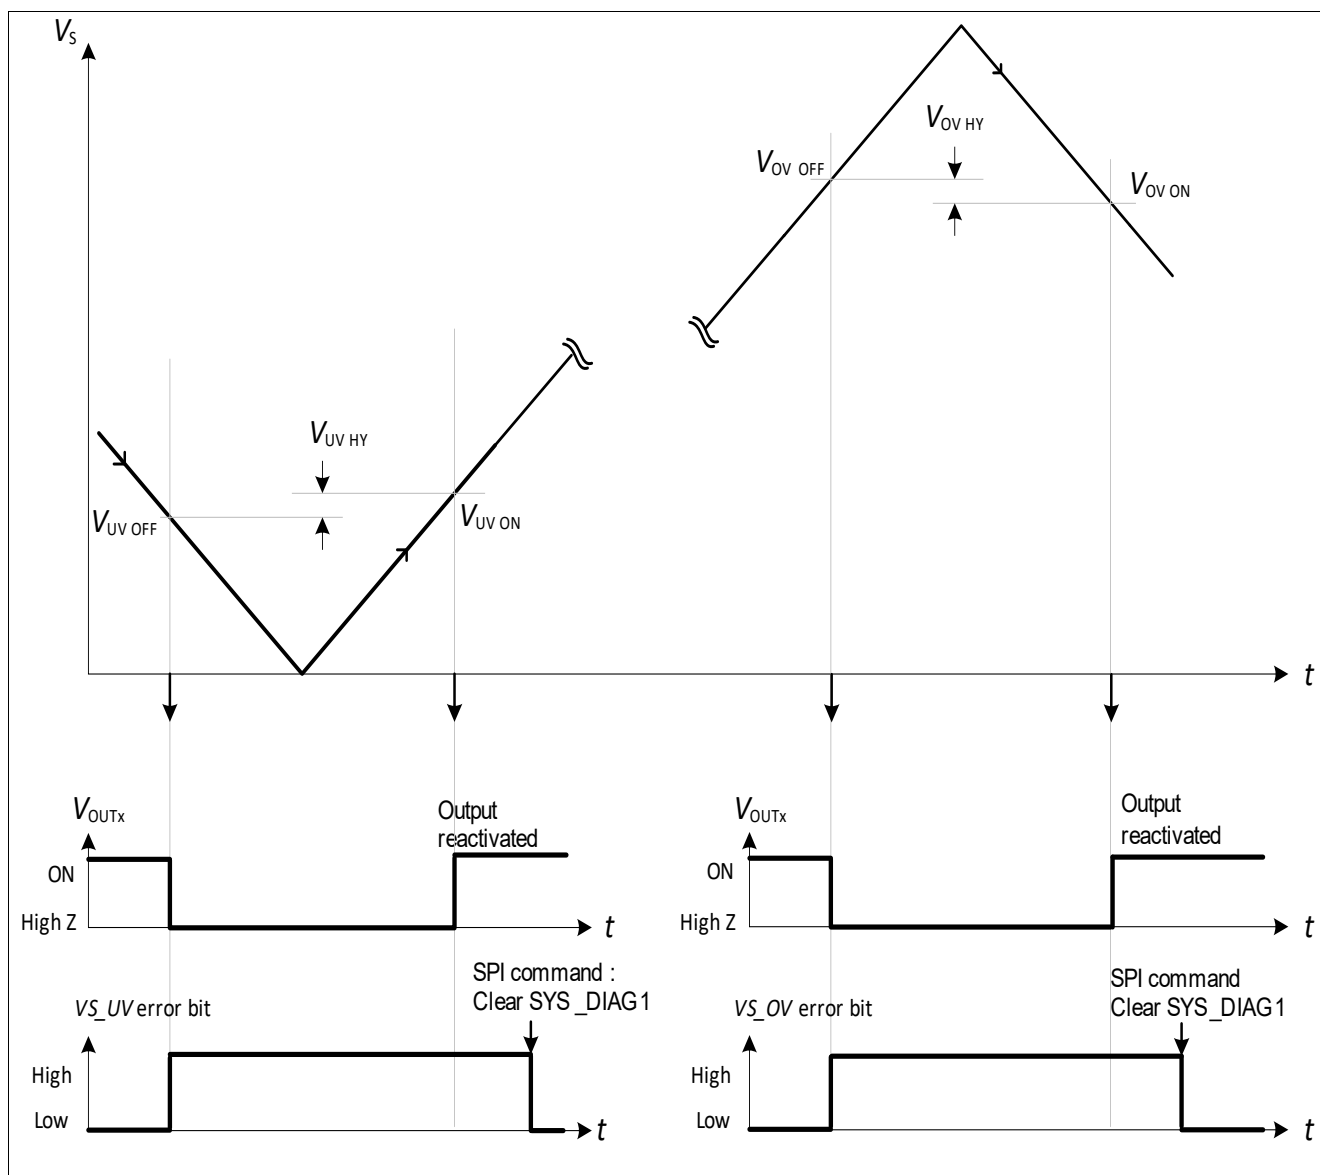 VS
VOV HY
VOV OFF
VOV ON
VUV HY
VUV OFF
VUV ON
t
VOUTx
Output
reactivated
ON
High Z
t
VOUTx
Output
reactivated
ON
High Z
t
SPI command :
Clear SYS_DIAG1
VS_UV error bit
High
Low
t
SPI command
Clear SYS_DIAG1
VS_OV error bit
High
Low
t